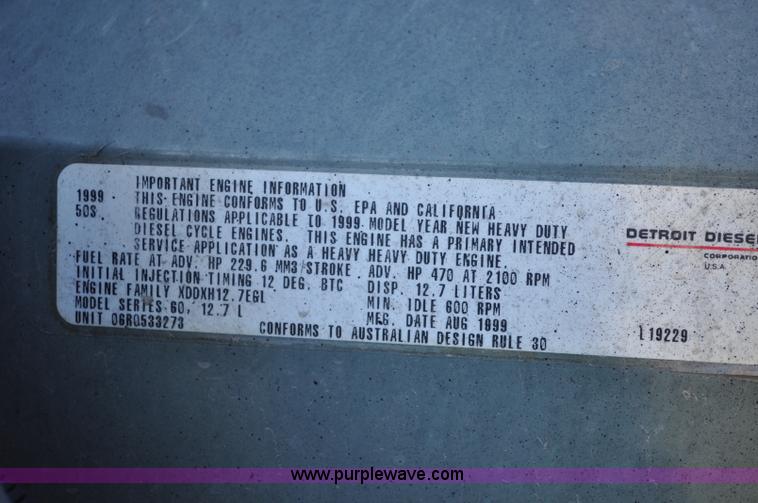 IMPORTANT ENGINE INFORMATION
1999 THIS ENGINE CONFORMS TO U.S. EPA AND CALIFORNIA
50S REGULATIONS APPLICABLE TO 1999 MODEL YEAR NEW HEAVY DUTY
DIESEL CYCLE ENGINES. THIS ENGINE HAS A PRIMARY INTENDED
SERVICE APPLICATION AS A HEAVY HEAVY DUTY ENGINE.
FUEL RATE AT ADV. HP 229.6 MM3/STROKE ADV. HP 470 AT 2100 RPM
INITIAL INJECTION TIMING 12 DEG. BTC DISP. 12.7 LITERS
ENGINE FAMILY XDDXH12.7EGL MIN. IDLE 600 RPM
MODEL SERIES 60, 12.7 L MFG. DATE AUG 1999
UNIT 06R0533273 CONFORMS TO AUSTRALIAN DESIGN RULE 30
DETROIT DIESEL
CORPORATIO
U.S.A.
L19229
www.purplewave.com